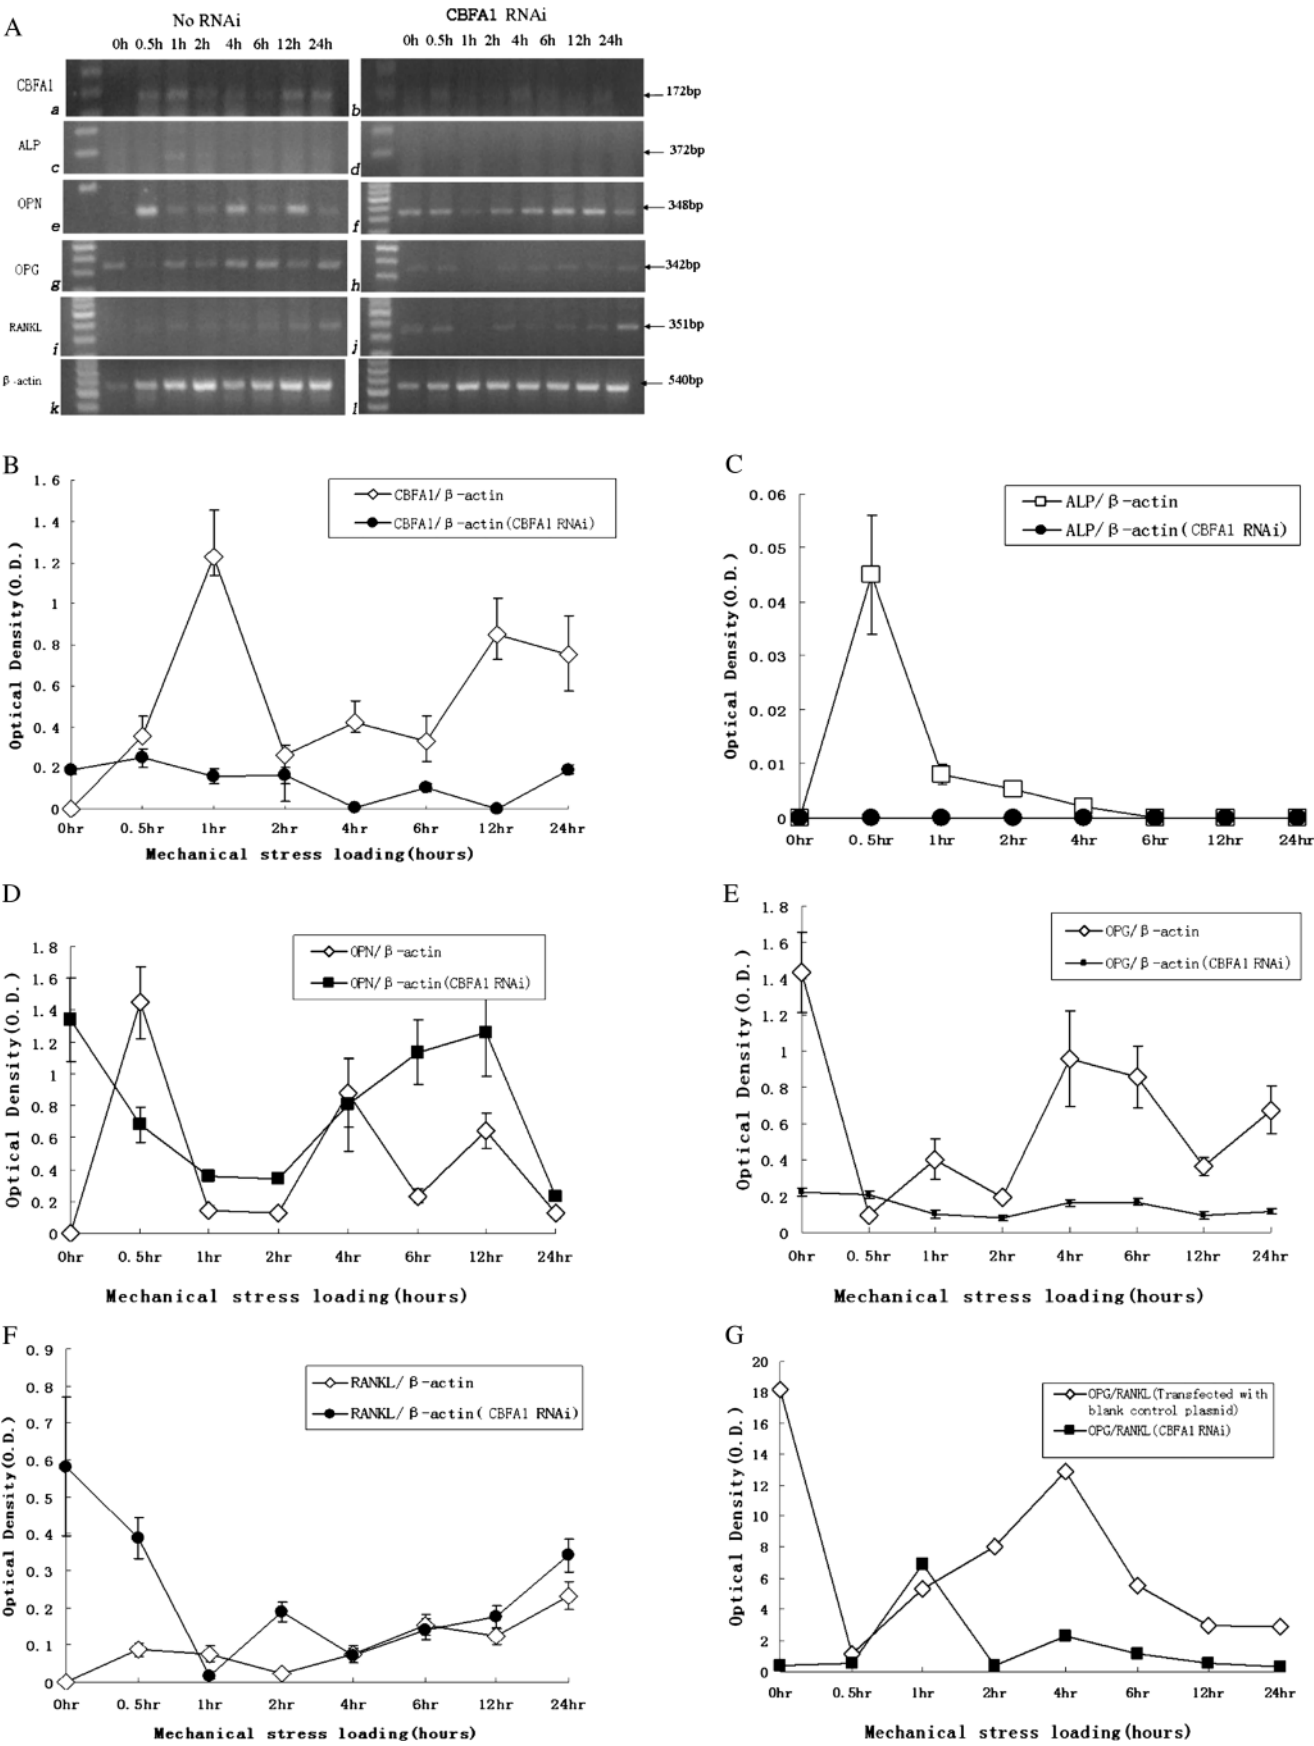 A
No RNAi
CBFA1 RNAi
0h 0.5h 1h 2h 4h 6h 12h 24h
0h 0.5h 1h 2h 4h 6h 12h 24h
CBFA1
a
b
172bp
ALP
c
d
372bp
OPN
e
f
348bp
OPG
g
h
342bp
RANKL
i
j
351bp
β-actin
k
l
540bp
B
CBFA1/β-actin
CBFA1/β-actin(CBFA1 RNAi)
Optical Density(O.D.)
1.6
1.4
1.2
1
0.8
0.6
0.4
0.2
0
0hr 0.5hr 1hr 2hr 4hr 6hr 12hr 24hr
Mechanical stress loading(hours)
C
ALP/β-actin
ALP/β-actin(CBFA1 RNAi)
Optical Density(O.D.)
0.06
0.05
0.04
0.03
0.02
0.01
0
0hr 0.5hr 1hr 2hr 4hr 6hr 12hr 24hr
D
OPN/β-actin
OPN/β-actin(CBFA1 RNAi)
Optical Density(O.D.)
1.8
1.6
1.4
1.2
1
0.8
0.6
0.4
0.2
0
0hr 0.5hr 1hr 2hr 4hr 6hr 12hr 24hr
Mechanical stress loading(hours)
E
OPG/β-actin
OPG/β-actin(CBFA1 RNAi)
Optical Density(O.D.)
1.8
1.6
1.4
1.2
1
0.8
0.6
0.4
0.2
0
0hr 0.5hr 1hr 2hr 4hr 6hr 12hr 24hr
Mechanical stress loading(hours)
F
RANKL/β-actin
RANKL/β-actin( CBFA1 RNAi)
Optical Density(O.D.)
0.9
0.8
0.7
0.6
0.5
0.4
0.3
0.2
0.1
0
0hr 0.5hr 1hr 2hr 4hr 6hr 12hr 24hr
Mechanical stress loading(hours)
G
OPG/RANKL(Transfected with
blank control plasmid)
OPG/RANKL(CBFA1 RNAi)
Optical Density(O.D.)
20
18
16
14
12
10
8
6
4
2
0
0hr 0.5hr 1hr 2hr 4hr 6hr 12hr 24hr
Mechanical stress loading(hours)